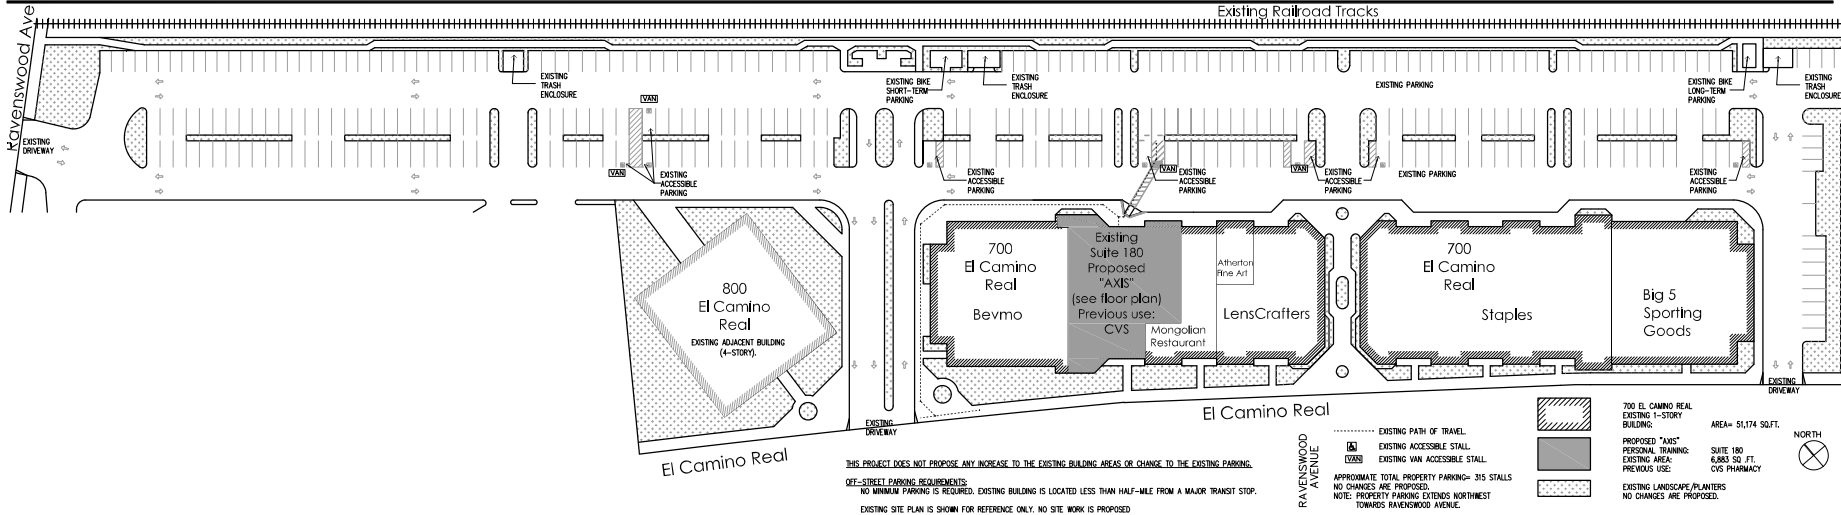 Existing Railroad Tracks
Ravenswood Ave
EXISTING
TRASH
ENCLOSURE
EXISTING BIKE
SHORT-TERM
PARKING
EXISTING
TRASH
ENCLOSURE
EXISTING PARKING
EXISTING BIKE
LONG-TERM
PARKING
EXISTING
TRASH
ENCLOSURE
VAN
EXISTING
DRIVEWAY
VAN
EXISTING
ACCESSIBLE
PARKING
EXISTING
ACCESSIBLE
PARKING
VAN
EXISTING
ACCESSIBLE
PARKING
VAN
EXISTING
ACCESSIBLE
PARKING
EXISTING PARKING
EXISTING
ACCESSIBLE
PARKING
800
El Camino
Real
EXISTING ADJACENT BUILDING
(4-STORY).
700
El Camino
Real
Bevmo
Existing
Suite 180
Proposed
"AXIS"
(see floor plan)
Previous use:
CVS
Mongolian
Restaurant
Atherton
Fine Art
LensCrafters
700
El Camino
Real
Staples
Big 5
Sporting
Goods
EXISTING
DRIVEWAY
EXISTING
DRIVEWAY
El Camino Real
El Camino Real
THIS PROJECT DOES NOT PROPOSE ANY INCREASE TO THE EXISTING BUILDING AREAS OR CHANGE TO THE EXISTING PARKING.
OFF-STREET PARKING REQUIREMENTS:
NO MINIMUM PARKING IS REQUIRED. EXISTING BUILDING IS LOCATED LESS THAN HALF-MILE FROM A MAJOR TRANSIT STOP.
EXISTING SITE PLAN IS SHOWN FOR REFERENCE ONLY. NO SITE WORK IS PROPOSED
RAVENSWOOD
AVENUE
EXISTING PATH OF TRAVEL.
EXISTING ACCESSIBLE STALL.
VAN EXISTING VAN ACCESSIBLE STALL.
APPROXIMATE TOTAL PROPERTY PARKING= 315 STALLS
NO CHANGES ARE PROPOSED.
NOTE: PROPERTY PARKING EXTENDS NORTHWEST
TOWARDS RAVENSWOOD AVENUE.
700 EL CAMINO REAL
EXISTING 1-STORY
BUILDING: AREA= 51,174 SQ.FT.
PROPOSED "AXIS"
PERSONAL TRAINING: SUITE 180
EXISTING AREA: 6,883 SQ .FT.
PREVIOUS USE: CVS PHARMACY
EXISTING LANDSCAPE/PLANTERS
NO CHANGES ARE PROPOSED.
NORTH